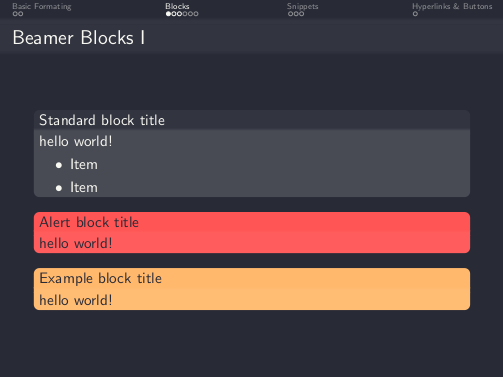 Basic Formating Blocks Snippets Hyperlinks & Buttons
Beamer Blocks I
Standard block title
hello world!
• Item
• Item
Alert block title
hello world!
Example block title
hello world!